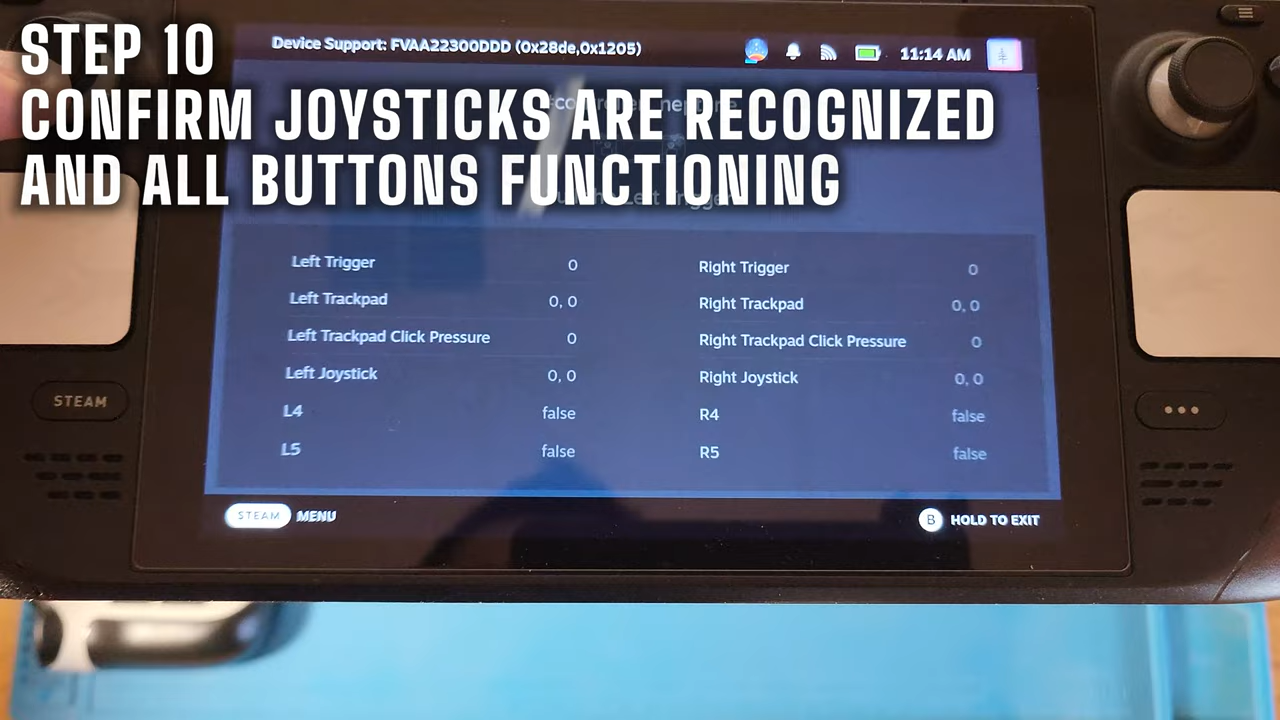 STEP 10
CONFIRM JOYSTICKS ARE RECOGNIZED
AND ALL BUTTONS FUNCTIONING
Device Support: FVAA22300DDD (0x28de,0x1205)
11:14 AM
Left Trigger
Left Trigger 0
Right Trigger 0
Left Trackpad 0, 0
Right Trackpad 0, 0
Left Trackpad Click Pressure 0
Right Trackpad Click Pressure 0
Left Joystick 0, 0
Right Joystick 0, 0
L4 false
R4 false
L5 false
R5 false
STEAM
STEAM MENU
B HOLD TO EXIT